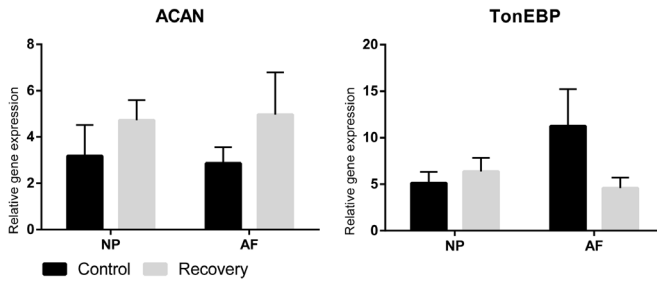 ACAN
Relative gene expression
8
6
4
2
0
NP
AF
TonEBP
Relative gene expression
20
15
10
5
0
NP
AF
Control
Recovery